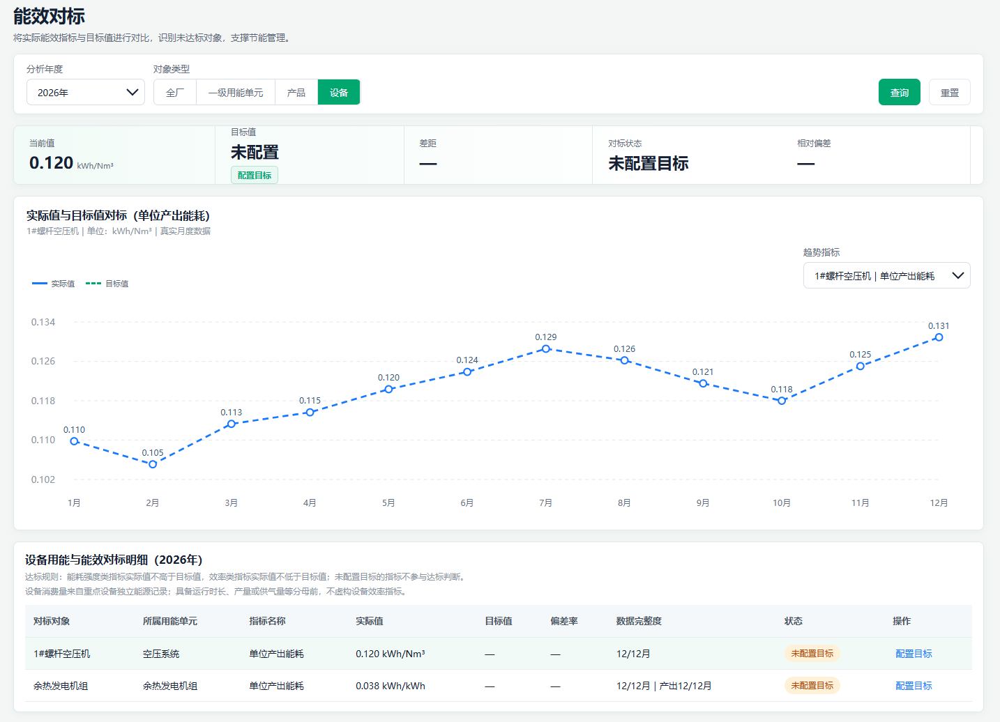 能效对标
将实际能效指标与目标值进行对比，识别未达标对象，支撑节能管理。
分析年度
对象类型
2026年
全厂
一级用能单元
产品
设备
查询
重置
当前值
0.120 kWh/Nm³
目标值
未配置
配置目标
差距
—
对标状态
未配置目标
相对偏差
—
实际值与目标值对标（单位产出能耗）
1#螺杆空压机 | 单位：kWh/Nm³ | 真实月度数据
趋势指标
1#螺杆空压机 | 单位产出能耗
实际值
目标值
0.134
0.126
0.118
0.110
0.102
0.110
0.105
0.113
0.115
0.120
0.124
0.129
0.126
0.121
0.118
0.125
0.131
1月
2月
3月
4月
5月
6月
7月
8月
9月
10月
11月
12月
设备用能与能效对标明细（2026年）
达标规则：能耗强度类指标实际值不高于目标值，效率类指标实际值不低于目标值；未配置目标的指标不参与达标判断。
设备消费量来自重点设备独立能源记录；具备运行时长、产量或供气量等分母前，不虚构设备效率指标。
对标对象 所属用能单元 指标名称 实际值 目标值 偏差率 数据完整度 状态 操作
1#螺杆空压机 空压系统 单位产出能耗 0.120 kWh/Nm³ — — 12/12月 未配置目标 配置目标
余热发电机组 余热发电机组 单位产出能耗 0.038 kWh/kWh — — 12/12月 | 产出12/12月 未配置目标 配置目标